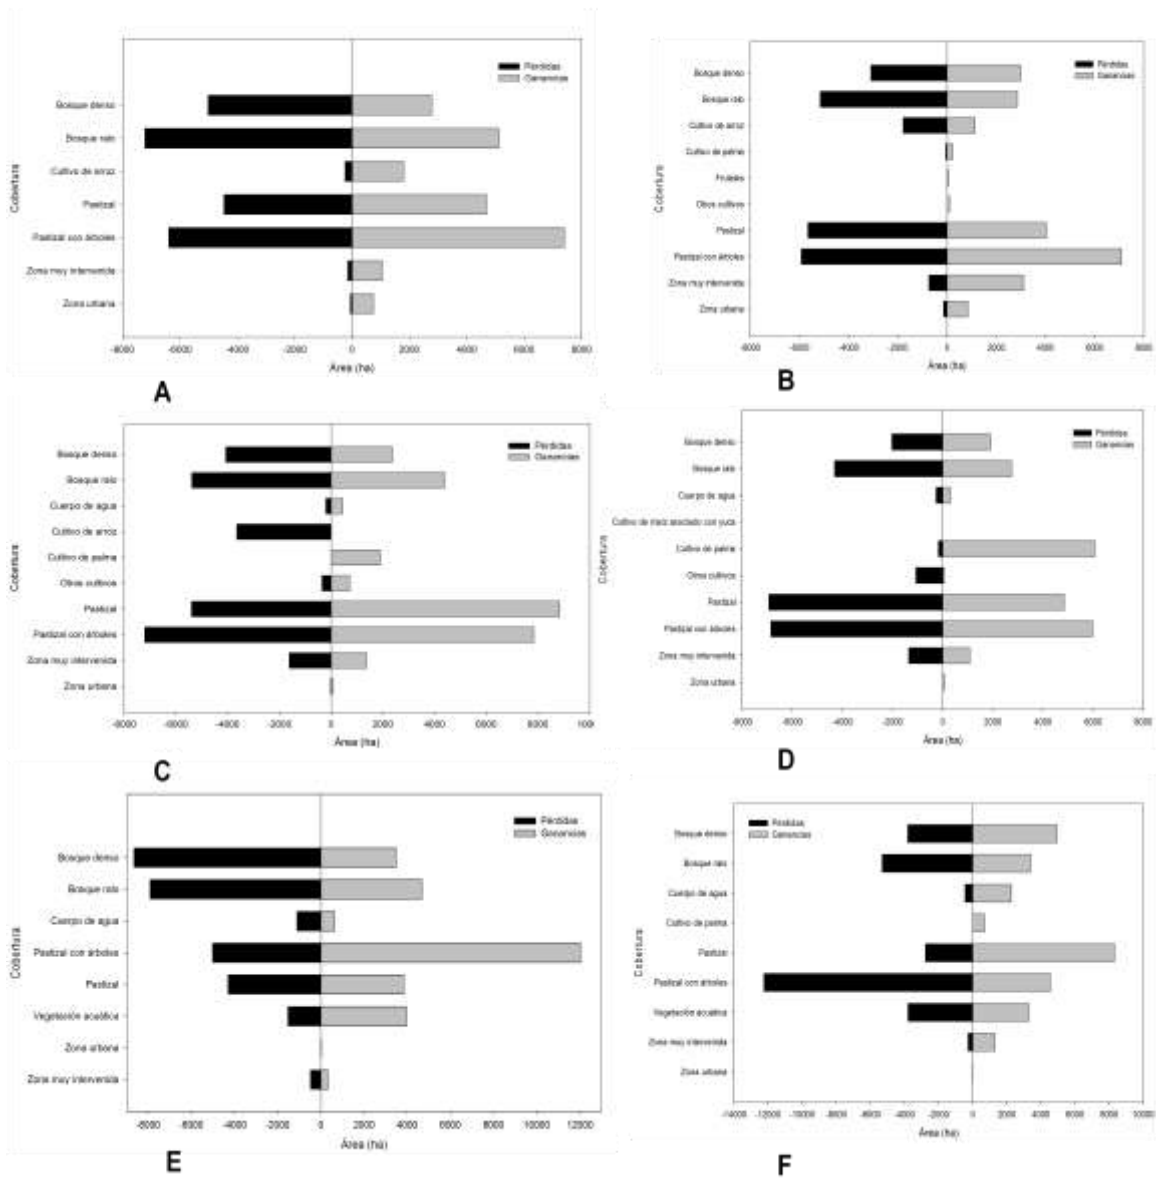 Pérdidas
Ganancias
Cobertura
Bosque denso
Bosque ralo
Cultivo de arroz
Pastizal
Pastizal con árboles
Zona muy intervenida
Zona urbana
-8000 -6000 -4000 -2000 0 2000 4000 6000 8000
Área (ha)
A
Pérdidas
Ganancias
Cobertura
Bosque denso
Bosque ralo
Cultivo de arroz
Cultivo de palma
Frutales
Otros cultivos
Pastizal
Pastizal con árboles
Zona muy intervenida
Zona urbana
-8000 -6000 -4000 -2000 0 2000 4000 6000 8000
Área (ha)
B
Pérdidas
Ganancias
Cobertura
Bosque denso
Bosque ralo
Cuerpo de agua
Cultivo de arroz
Cultivo de palma
Otros cultivos
Pastizal
Pastizal con árboles
Zona muy intervenida
Zona urbana
-8000 -6000 -4000 -2000 0 2000 4000 6000 8000 1000
Área (ha)
C
Pérdidas
Ganancias
Cobertura
Bosque denso
Bosque ralo
Cuerpo de agua
Cultivo de maíz asociado con yuca
Cultivo de palma
Otros cultivos
Pastizal
Pastizal con árboles
Zona muy intervenida
Zona urbana
-8000 -6000 -4000 -2000 0 2000 4000 6000 8000
Área (ha)
D
Pérdidas
Ganancias
Cobertura
Bosque denso
Bosque ralo
Cuerpo de agua
Pastizal con árboles
Pastizal
Vegetación acuática
Zona urbana
Zona muy intervenida
-8000 -6000 -4000 -2000 0 2000 4000 6000 8000 10000 12000
Área (ha)
E
Pérdidas
Ganancias
Cobertura
Bosque denso
Bosque ralo
Cuerpo de agua
Cultivo de palma
Pastizal
Pastizal con árboles
Vegetación acuática
Zona muy intervenida
Zona urbana
-14000 -12000 -10000 -8000 -6000 -4000 -2000 0 2000 4000 6000 8000 10000
Área (ha)
F